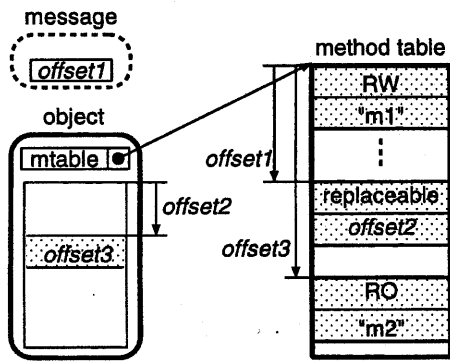 message
offset1
object
mtable
offset2
offset3
method table
RW
"m1"
offset1
replaceable
offset2
offset3
RO
"m2"